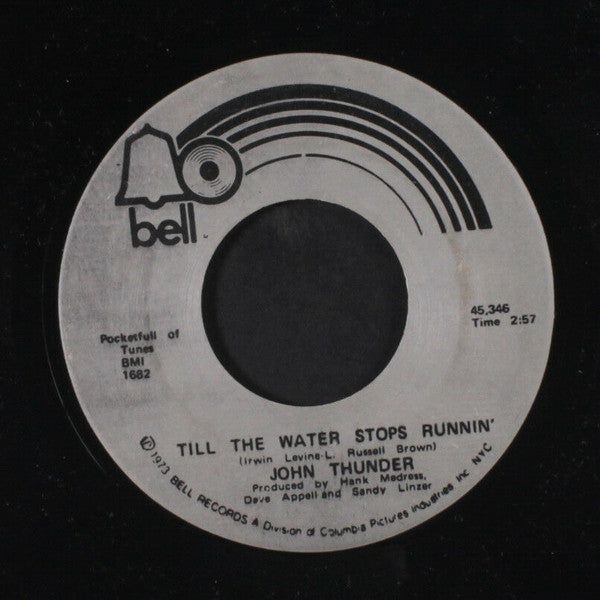 bell
45,346
Time 2:57
Pocketfull of
Tunes
BMI
1682
TILL THE WATER STOPS RUNNIN'
(Irwin Levine-L. Russell Brown)
JOHN THUNDER
Produced by Hank Medress,
Dave Appell and Sandy Linzer
Ⓟ 1973 BELL RECORDS A Division of Columbia Pictures Industries Inc NYC